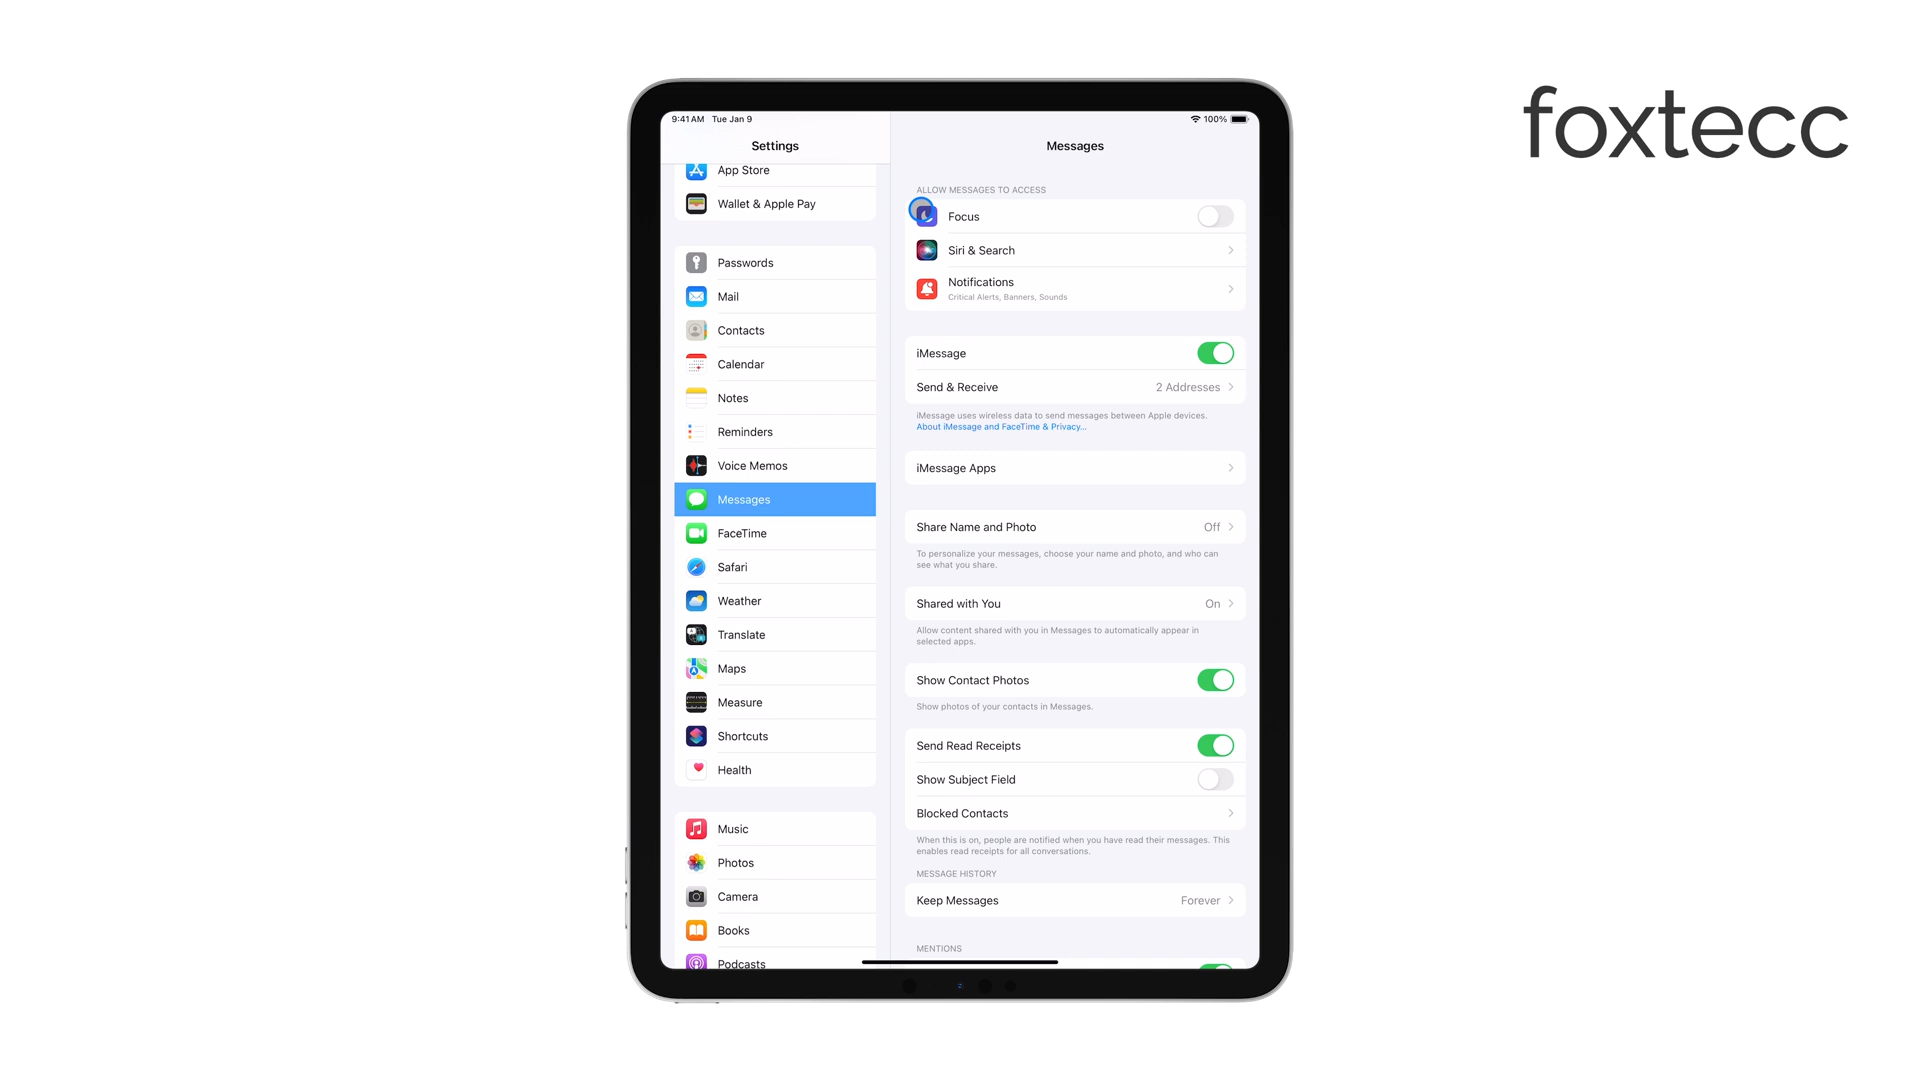 foxtecc
9:41 AM Tue Jan 9
100%
Settings
App Store
Wallet & Apple Pay
Passwords
Mail
Contacts
Calendar
Notes
Reminders
Voice Memos
Messages
FaceTime
Safari
Weather
Translate
Maps
Measure
Shortcuts
Health
Music
Photos
Camera
Books
Podcasts
Messages
ALLOW MESSAGES TO ACCESS
Focus
Siri & Search
Notifications
Critical Alerts, Banners, Sounds
iMessage
Send & Receive 2 Addresses
iMessage uses wireless data to send messages between Apple devices.
About iMessage and FaceTime & Privacy...
iMessage Apps
Share Name and Photo Off
To personalize your messages, choose your name and photo, and who can
see what you share.
Shared with You On
Allow content shared with you in Messages to automatically appear in
selected apps.
Show Contact Photos
Show photos of your contacts in Messages.
Send Read Receipts
Show Subject Field
Blocked Contacts
When this is on, people are notified when you have read their messages. This
enables read receipts for all conversations.
MESSAGE HISTORY
Keep Messages Forever
MENTIONS